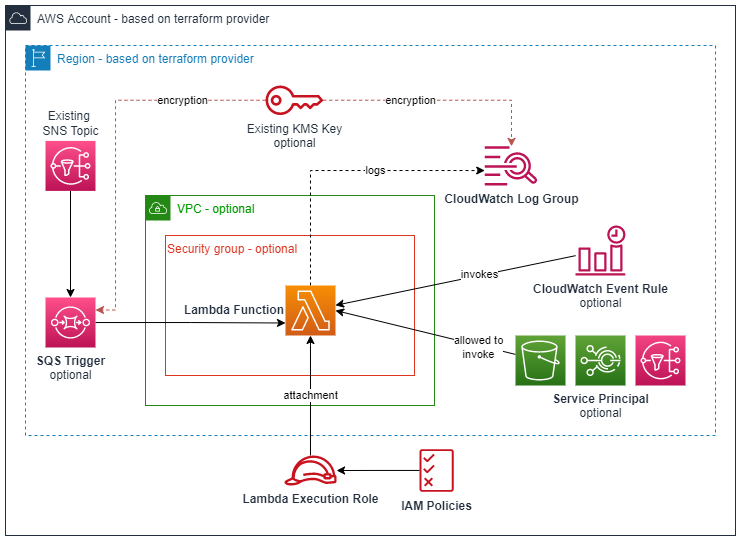 AWS Account - based on terraform provider
Region - based on terraform provider
encryption
encryption
Existing
SNS Topic
Existing KMS Key
optional
logs
CloudWatch Log Group
VPC - optional
Security group - optional
invokes
CloudWatch Event Rule
optional
Lambda Function
allowed to
invoke
SQS Trigger
optional
Service Principal
optional
attachment
Lambda Execution Role
IAM Policies